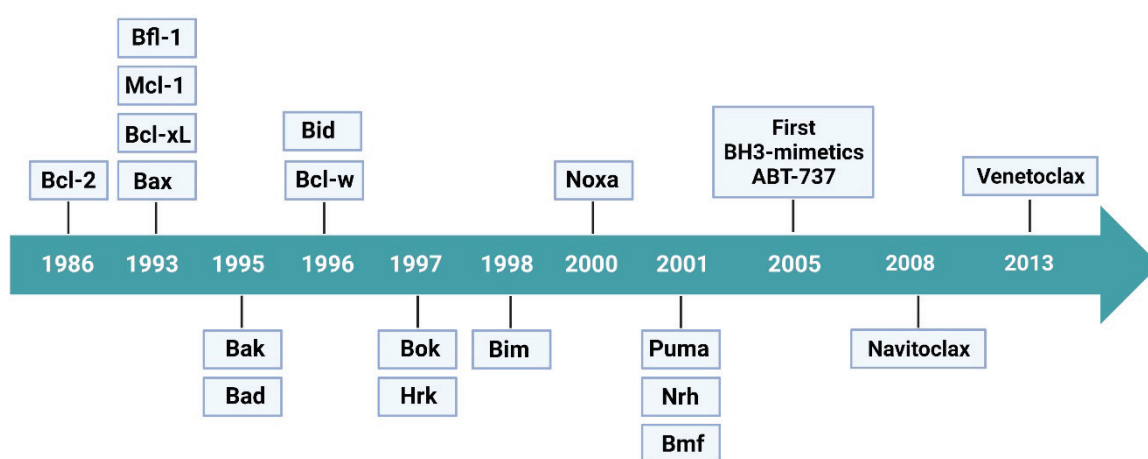 Bfl-1
Mcl-1
Bcl-xL
Bax
Bcl-2
Bid
Bcl-w
Noxa
First
BH3-mimetics
ABT-737
Venetoclax
1986 1993 1995 1996 1997 1998 2000 2001 2005 2008 2013
Bak
Bad
Bok
Hrk
Bim
Puma
Nrh
Bmf
Navitoclax